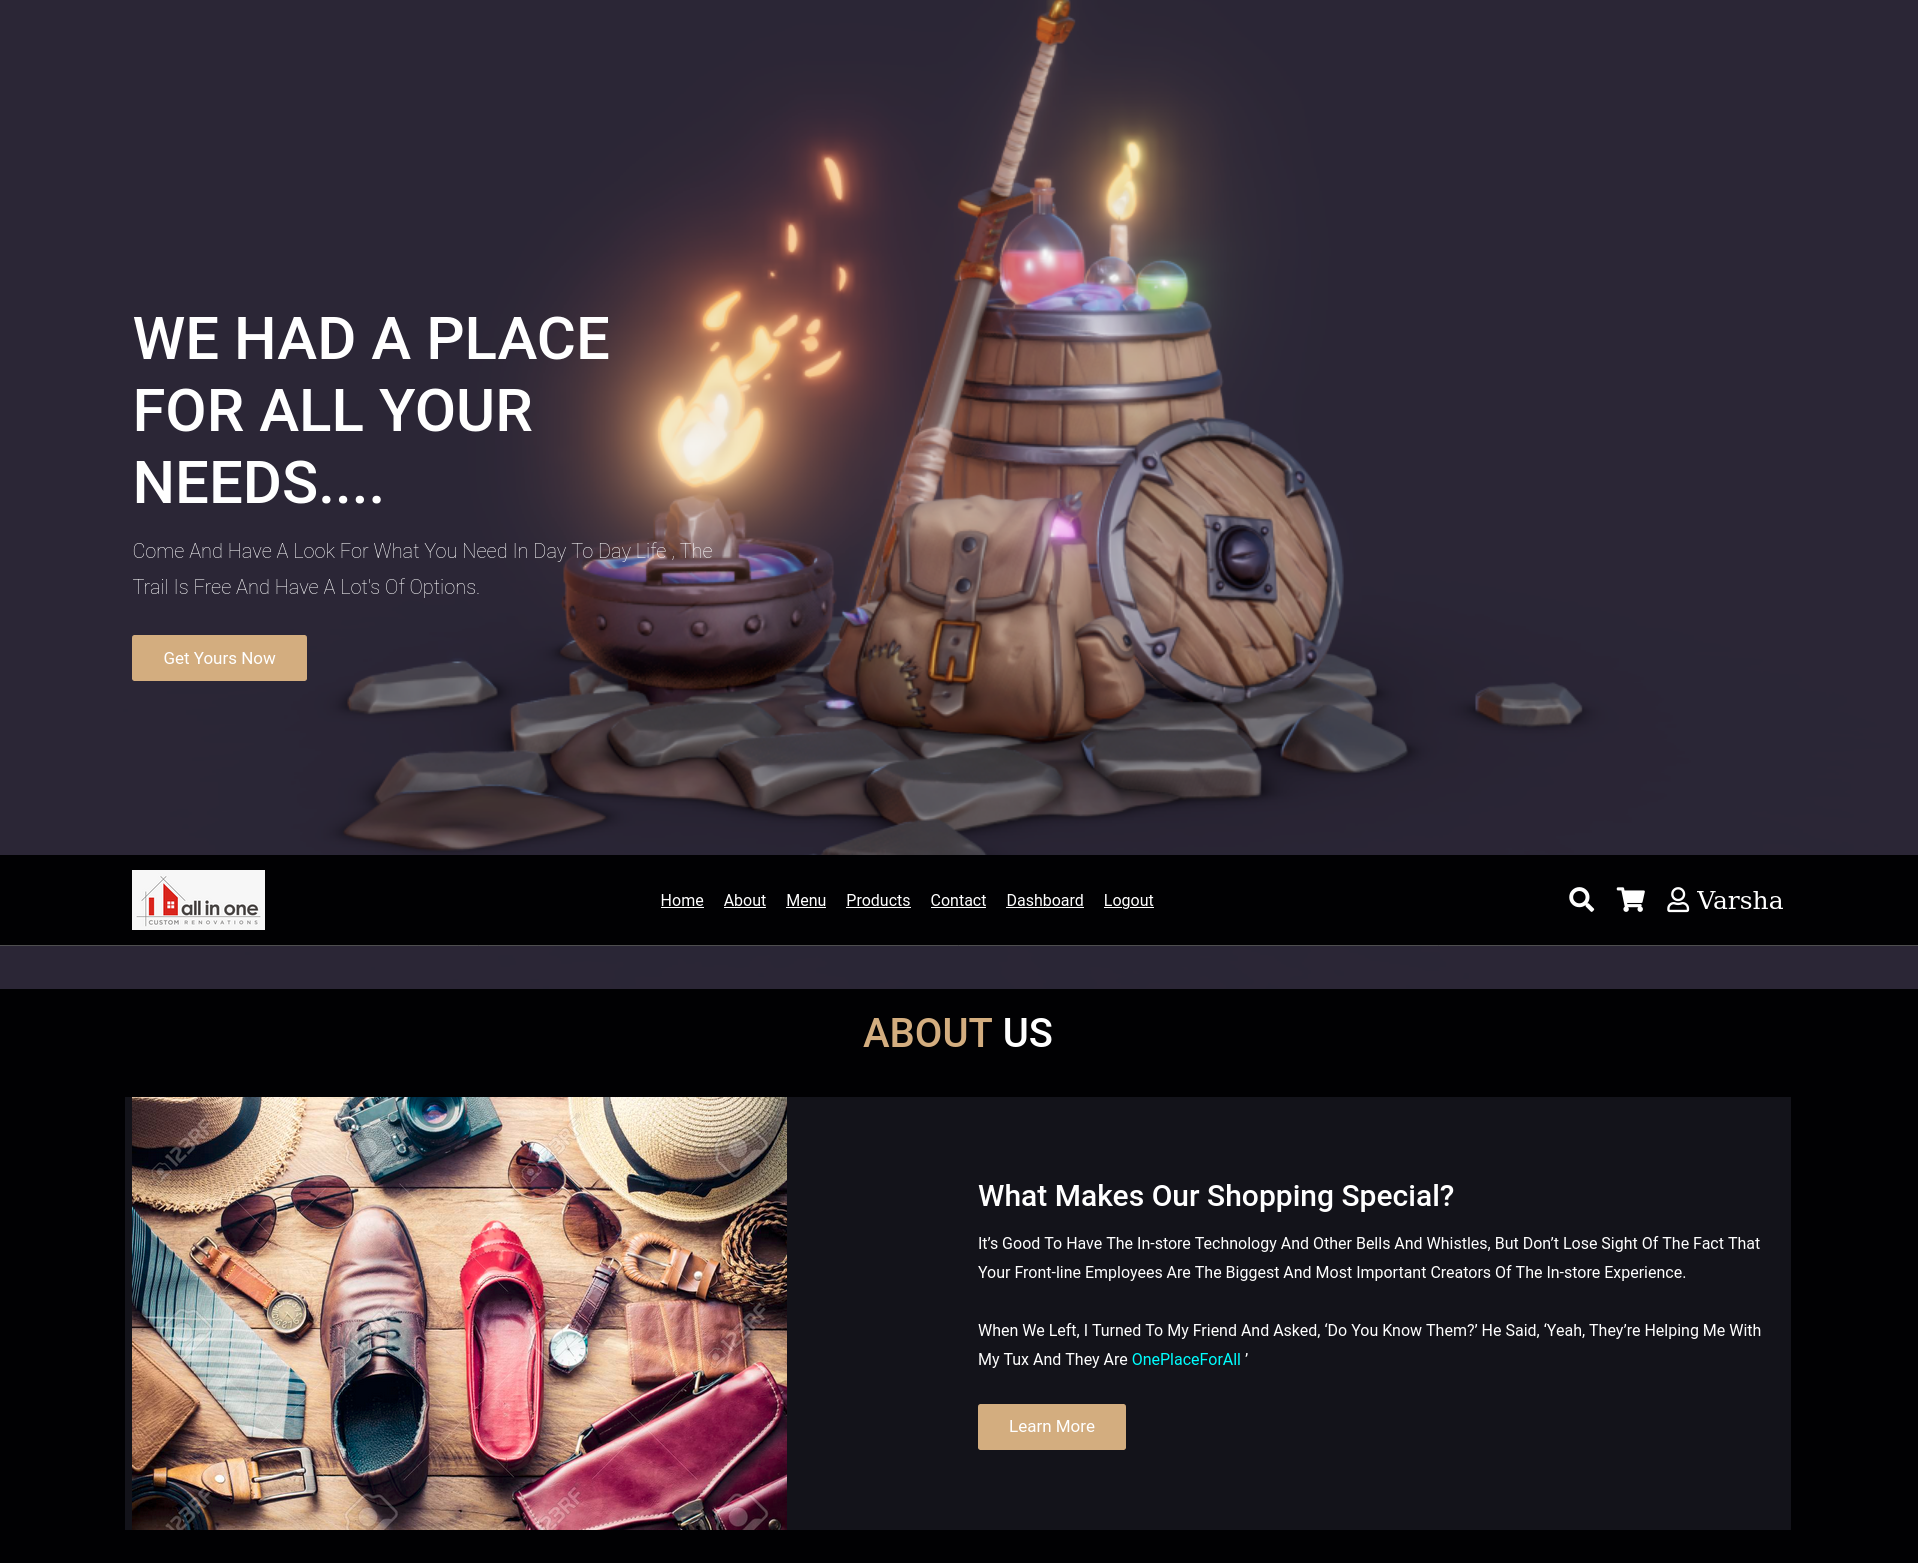 WE HAD A PLACE
FOR ALL YOUR
NEEDS....
Come And Have A Look For What You Need In Day To Day Life , The
Trail Is Free And Have A Lot's Of Options.
Get Yours Now
all in one
CUSTOM RENOVATIONS
Home About Menu Products Contact Dashboard Logout
Varsha
ABOUT US
123RF
123RF
123RF
123RF
123RF
What Makes Our Shopping Special?
It’s Good To Have The In-store Technology And Other Bells And Whistles, But Don’t Lose Sight Of The Fact That
Your Front-line Employees Are The Biggest And Most Important Creators Of The In-store Experience.
When We Left, I Turned To My Friend And Asked, ‘Do You Know Them?’ He Said, ‘Yeah, They’re Helping Me With
My Tux And They Are OnePlaceForAll ’
Learn More